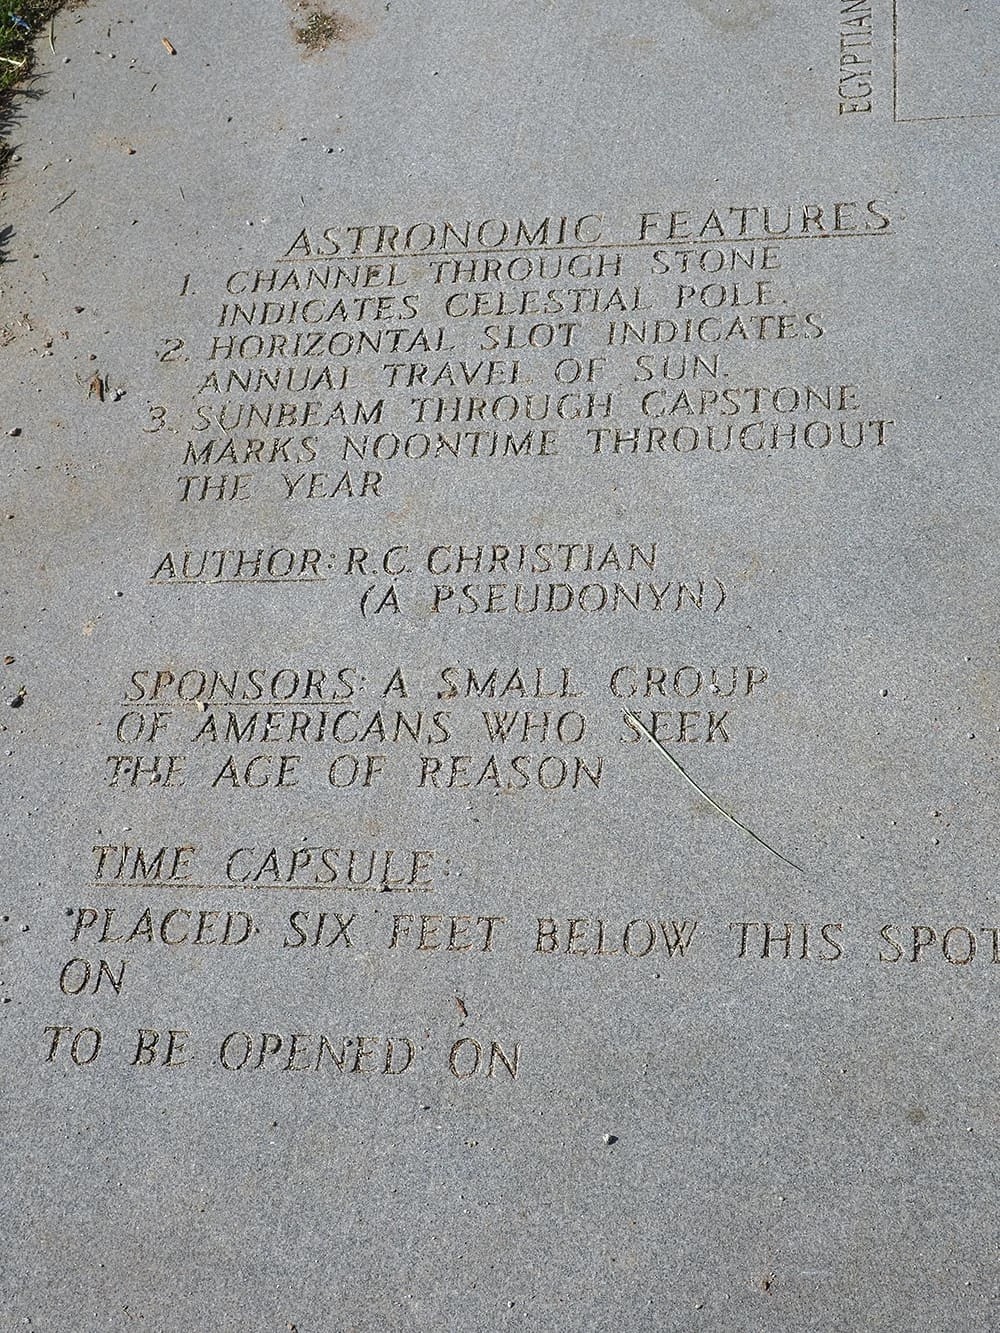 EGYPTIAN
ASTRONOMIC FEATURES
1. CHANNEL THROUGH STONE
INDICATES CELESTIAL POLE.
2. HORIZONTAL SLOT INDICATES
ANNUAL TRAVEL OF SUN.
3. SUNBEAM THROUGH CAPSTONE
MARKS NOONTIME THROUGHOUT
THE YEAR
AUTHOR: R.C. CHRISTIAN
(A PSEUDONYN)
SPONSORS: A SMALL GROUP
OF AMERICANS WHO SEEK
THE AGE OF REASON
TIME CAPSULE:
PLACED SIX FEET BELOW THIS SPOT
ON
TO BE OPENED ON